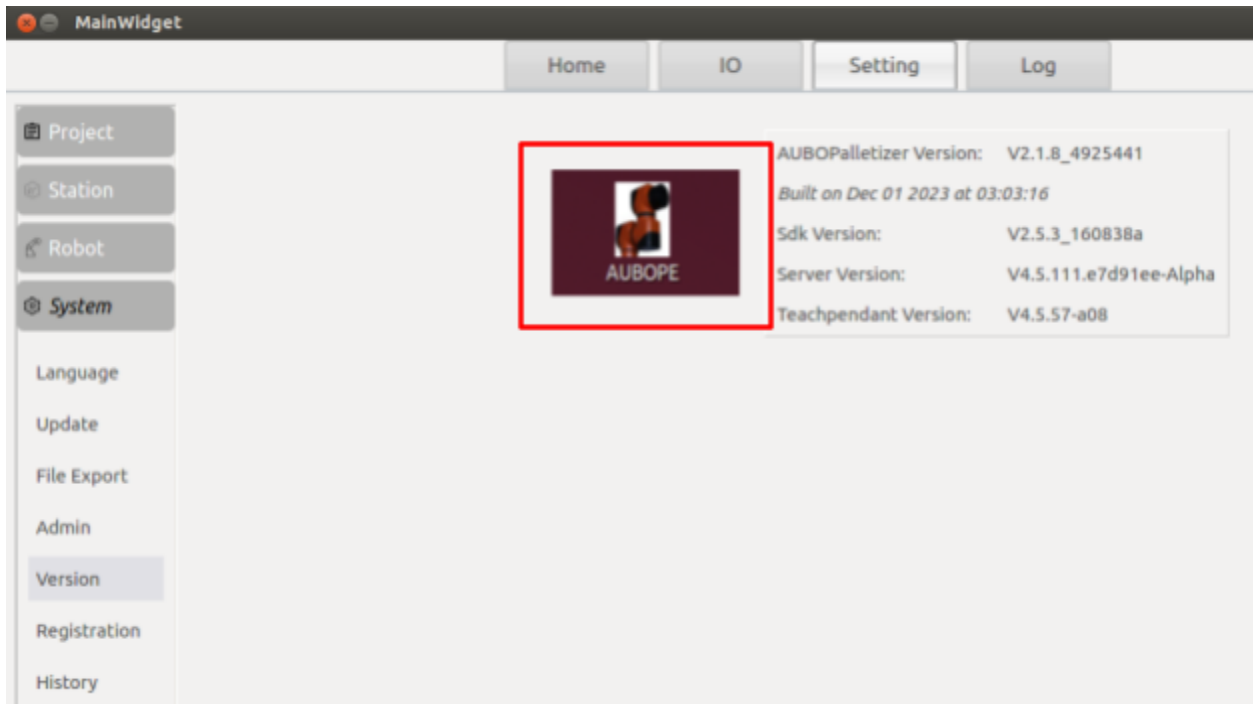 MainWidget
Home IO Setting Log
Project
Station
Robot
System
Language
Update
File Export
Admin
Version
Registration
History
AUBOPE
AUBOPalletizer Version: V2.1.8_4925441
Built on Dec 01 2023 at 03:03:16
Sdk Version: V2.5.3_160838a
Server Version: V4.5.111.e7d91ee-Alpha
Teachpendant Version: V4.5.57-a08